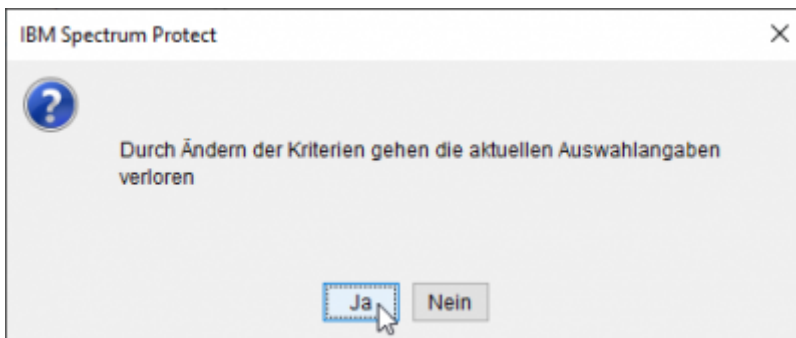 IBM Spectrum Protect
?
Durch Ändern der Kriterien gehen die aktuellen Auswahlangaben
verloren
Ja Nein